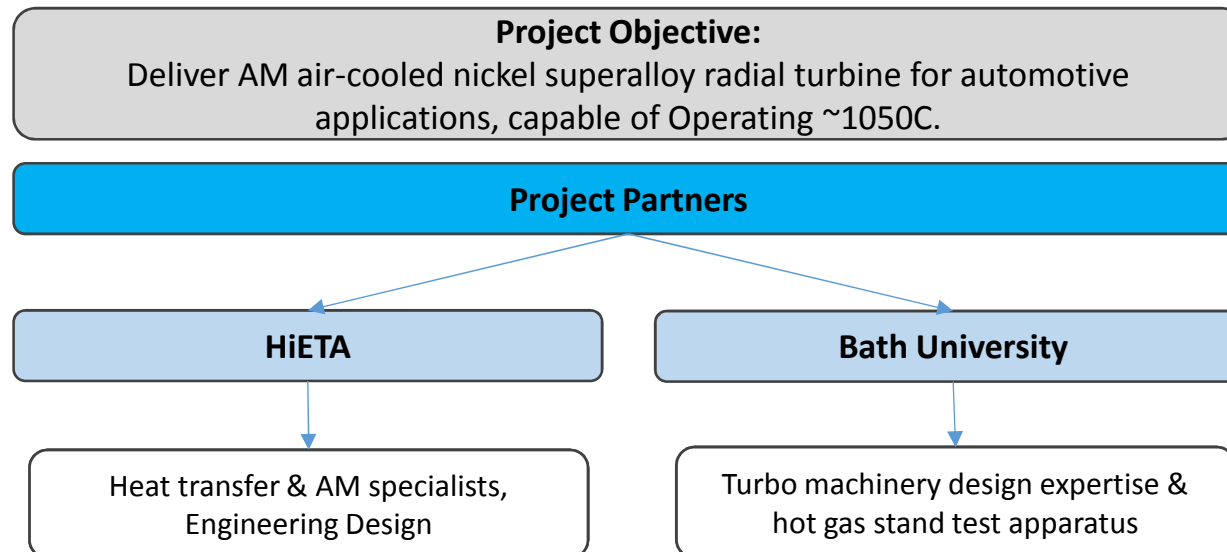 Project Objective:
Deliver AM air-cooled nickel superalloy radial turbine for automotive
applications, capable of Operating ~1050C.
Project Partners
HiETA
Bath University
Heat transfer & AM specialists,
Engineering Design
Turbo machinery design expertise &
hot gas stand test apparatus